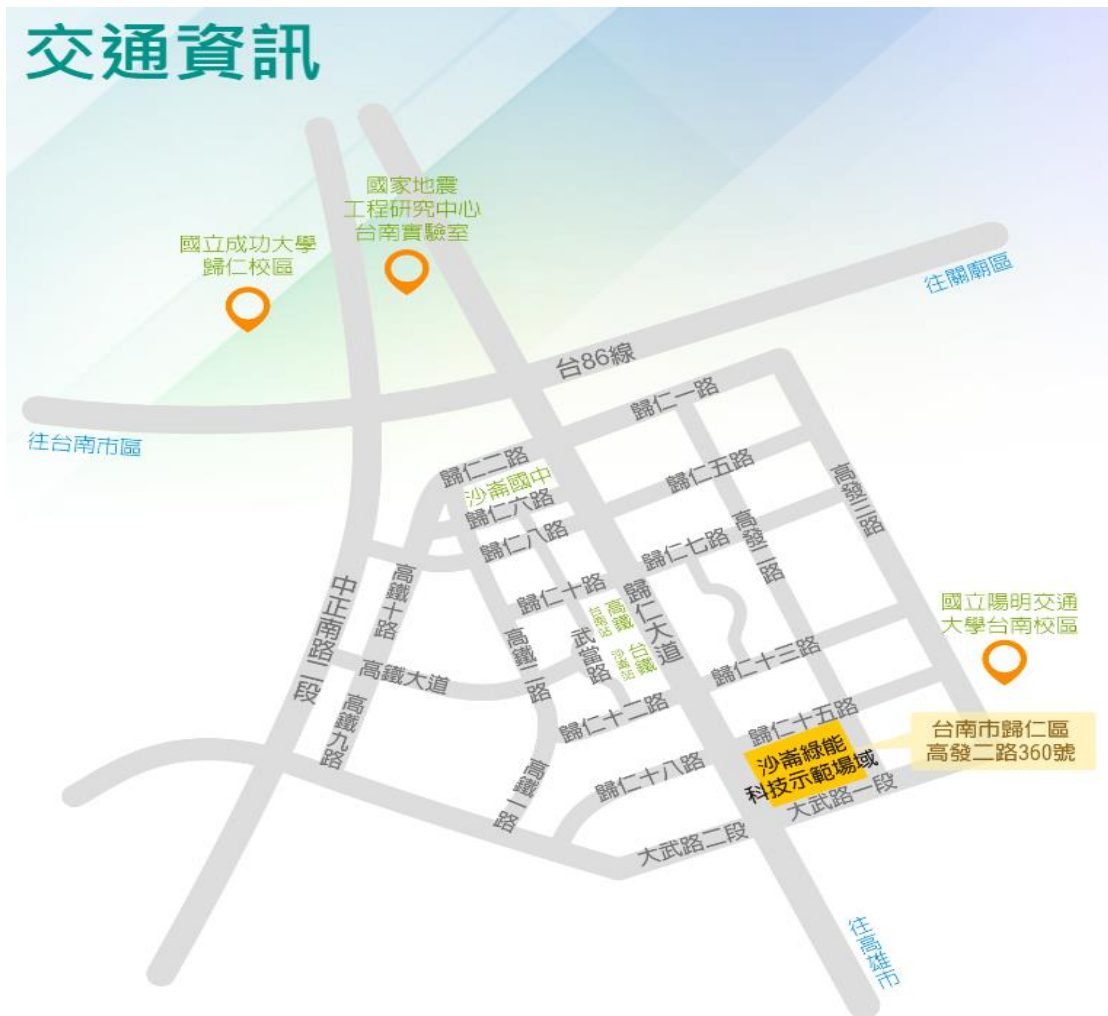 交通資訊
國家地震
工程研究中心
台南實驗室
國立成功大學
歸仁校區
往關廟區
台86線
往台南市區
歸仁一路
歸仁二路
沙崙國中
歸仁六路
歸仁五路
歸仁八路
高發三路
高發二路
歸仁七路
高鐵十路
歸仁十路
歸仁大道
高鐵
台南站
台鐵
沙崙站
武當路
中正南路二段
高鐵二路
國立陽明交通
大學台南校區
高鐵大道
歸仁十三路
高鐵九路
歸仁十二路
歸仁十五路
台南市歸仁區
高發二路360號
沙崙綠能
科技示範場域
高鐵一路
歸仁十八路
大武路一段
大武路二段
往高雄市